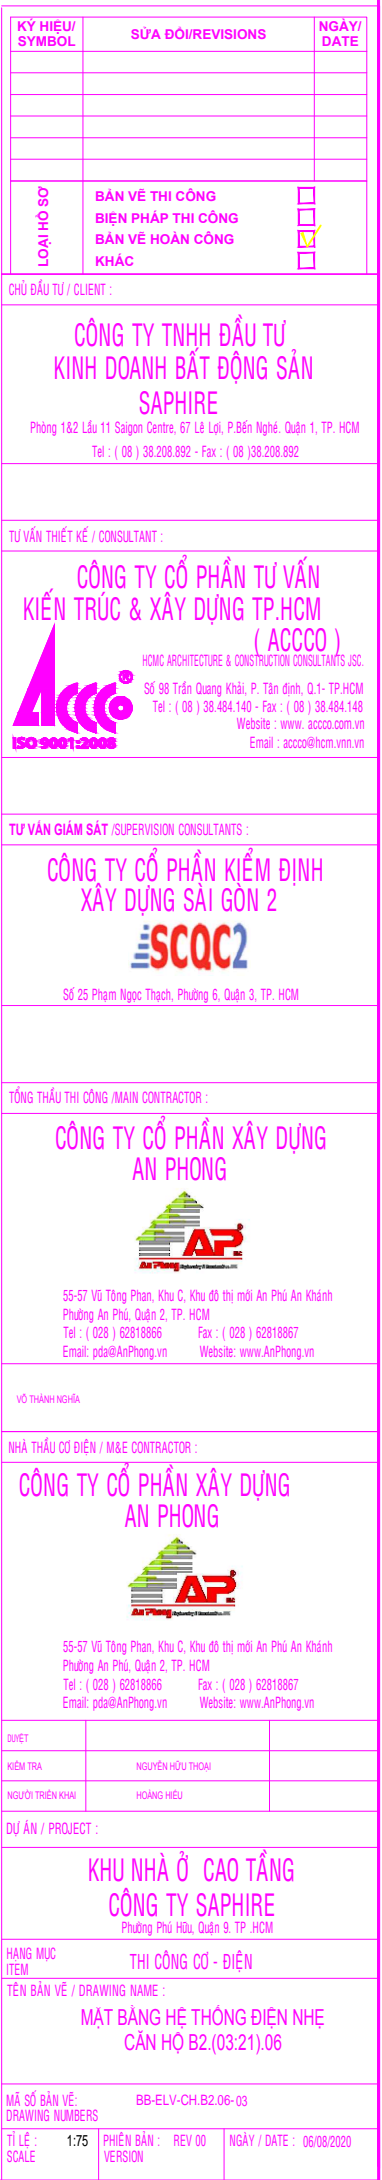 KÝ HIỆU/
SYMBOL
SỬA ĐỔI/REVISIONS
NGÀY/
DATE
LOẠI HỒ SƠ
BẢN VẼ THI CÔNG
BIỆN PHÁP THI CÔNG
BẢN VẼ HOÀN CÔNG
KHÁC
CHỦ ĐẦU TƯ / CLIENT :
CÔNG TY TNHH ĐẦU TƯ
KINH DOANH BẤT ĐỘNG SẢN
SAPHIRE
Phòng 1&2 Lầu 11 Saigon Centre, 67 Lê Lợi, P.Bến Nghé. Quận 1, TP. HCM
Tel : ( 08 ) 38.208.892 - Fax : ( 08 )38.208.892
TƯ VẤN THIẾT KẾ / CONSULTANT :
CÔNG TY CỔ PHẦN TƯ VẤN
KIẾN TRÚC & XÂY DỰNG TP.HCM
( ACCCO )
HCMC ARCHITECTURE & CONSTRUCTION CONSULTANTS JSC.
Số 98 Trần Quang Khải, P. Tân định, Q.1- TP.HCM
Tel : ( 08 ) 38.484.140 - Fax : ( 08 ) 38.484.148
Website : www. accco.com.vn
Email : accco@hcm.vnn.vn
Accco
ISO 9001:2008
TƯ VẤN GIÁM SÁT /SUPERVISION CONSULTANTS :
CÔNG TY CỔ PHẦN KIỂM ĐỊNH
XÂY DỰNG SÀI GÒN 2
SCQC2
Số 25 Phạm Ngọc Thạch, Phường 6, Quận 3, TP. HCM
TỔNG THẦU THI CÔNG /MAIN CONTRACTOR :
CÔNG TY CỔ PHẦN XÂY DỰNG
AN PHONG
AP
An Phong
55-57 Vũ Tông Phan, Khu C, Khu đô thị mới An Phú An Khánh
Phường An Phú, Quận 2, TP. HCM
Tel : ( 028 ) 62818866 Fax : ( 028 ) 62818867
Email: pda@AnPhong.vn Website: www.AnPhong.vn
VÕ THÀNH NGHĨA
NHÀ THẦU CƠ ĐIỆN / M&E CONTRACTOR :
CÔNG TY CỔ PHẦN XÂY DỰNG
AN PHONG
AP
An Phong
55-57 Vũ Tông Phan, Khu C, Khu đô thị mới An Phú An Khánh
Phường An Phú, Quận 2, TP. HCM
Tel : ( 028 ) 62818866 Fax : ( 028 ) 62818867
Email: pda@AnPhong.vn Website: www.AnPhong.vn
DUYỆT
KIỂM TRA NGUYỄN HỮU THOẠI
NGƯỜI TRIỂN KHAI HOÀNG HIẾU
DỰ ÁN / PROJECT :
KHU NHÀ Ở CAO TẦNG
CÔNG TY SAPHIRE
Phường Phú Hữu, Quận 9. TP .HCM
HẠNG MỤC
ITEM
THI CÔNG CƠ - ĐIỆN
TÊN BẢN VẼ / DRAWING NAME :
MẶT BẰNG HỆ THỐNG ĐIỆN NHẸ
CĂN HỘ B2.(03:21).06
MÃ SỐ BẢN VẼ:
DRAWING NUMBERS
BB-ELV-CH.B2.06-03
TỈ LỆ :
SCALE
1:75
PHIÊN BẢN :
VERSION
REV 00
NGÀY / DATE : 06/08/2020